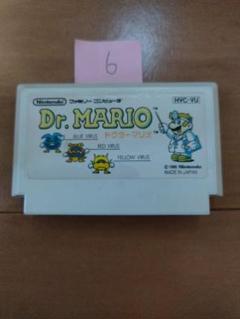 6
Nintendo ファミリーコンピュータ HVC-VU
Dr. MARIO
ドクターマリオ
BLUE VIRUS
RED VIRUS
YELLOW VIRUS
© 1990 Nintendo
MADE IN JAPAN